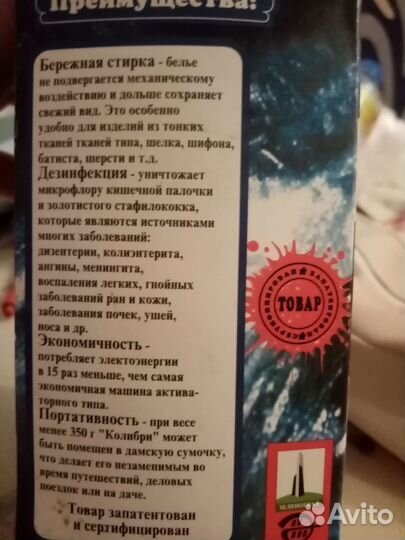 Преимущества:
Бережная стирка - белье
не подвергается механическому
воздействию и дольше сохраняет
свежий вид. Это особенно
удобно для изделий из тонких
тканей тканей типа, шелка, шифона,
батиста, шерсти и т.д.
Дезинфекция - уничтожает
микрофлору кишечной палочки
и золотистого стафилококка,
которые являются источниками
многих заболеваний:
дизентерии, колиэнтерита,
ангины, менингита,
воспаления легких, гнойных
заболеваний ран и кожи,
заболевания почек, ушей,
носа и др.
Экономичность -
потребляет электоэнергии
в 15 раз меньше, чем самая
экономичная машина актива-
торного типа.
Портативность - при весе
менее 350 г "Колибри" может
быть помещен в дамскую сумочку,
что делает его незаменимым во
время путешествий, деловых
поездок или на даче.
Товар запатентован
и сертифицирован
ТОВАР
Avito